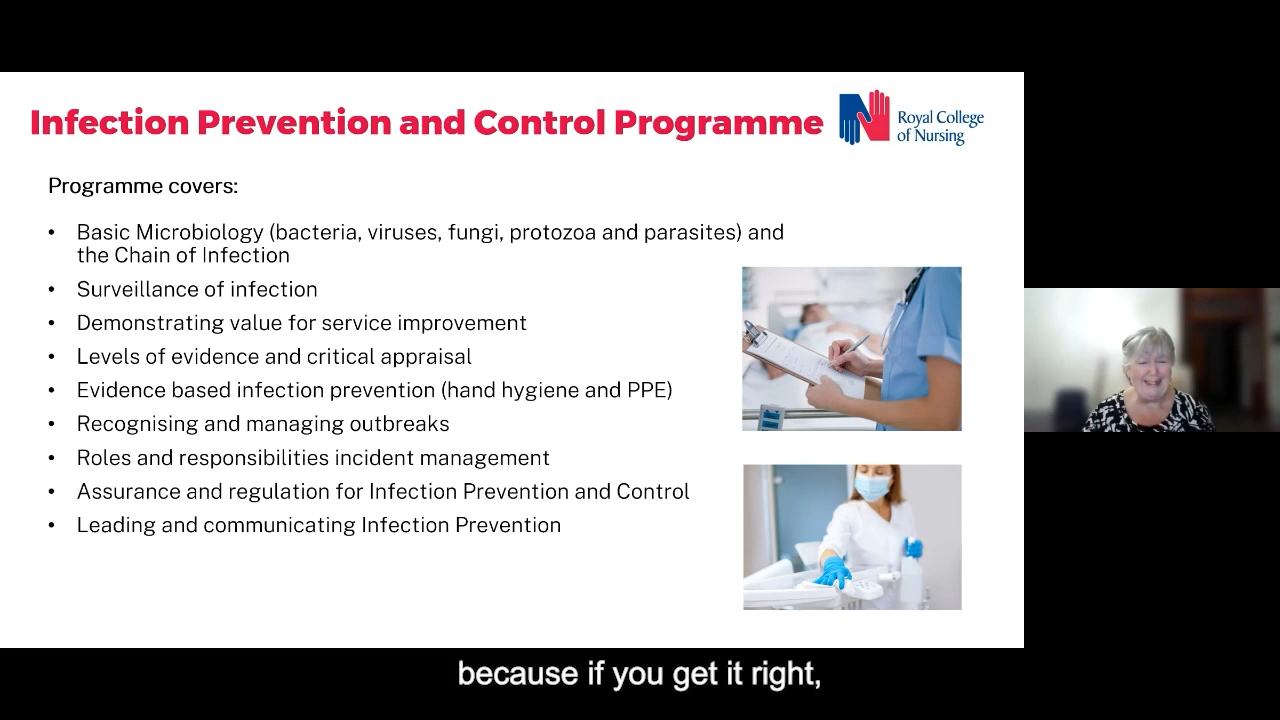 Infection Prevention and Control Programme
Royal College
of Nursing
Programme covers:
• Basic Microbiology (bacteria, viruses, fungi, protozoa and parasites) and
the Chain of Infection
• Surveillance of infection
• Demonstrating value for service improvement
• Levels of evidence and critical appraisal
• Evidence based infection prevention (hand hygiene and PPE)
• Recognising and managing outbreaks
• Roles and responsibilities incident management
• Assurance and regulation for Infection Prevention and Control
• Leading and communicating Infection Prevention
because if you get it right,